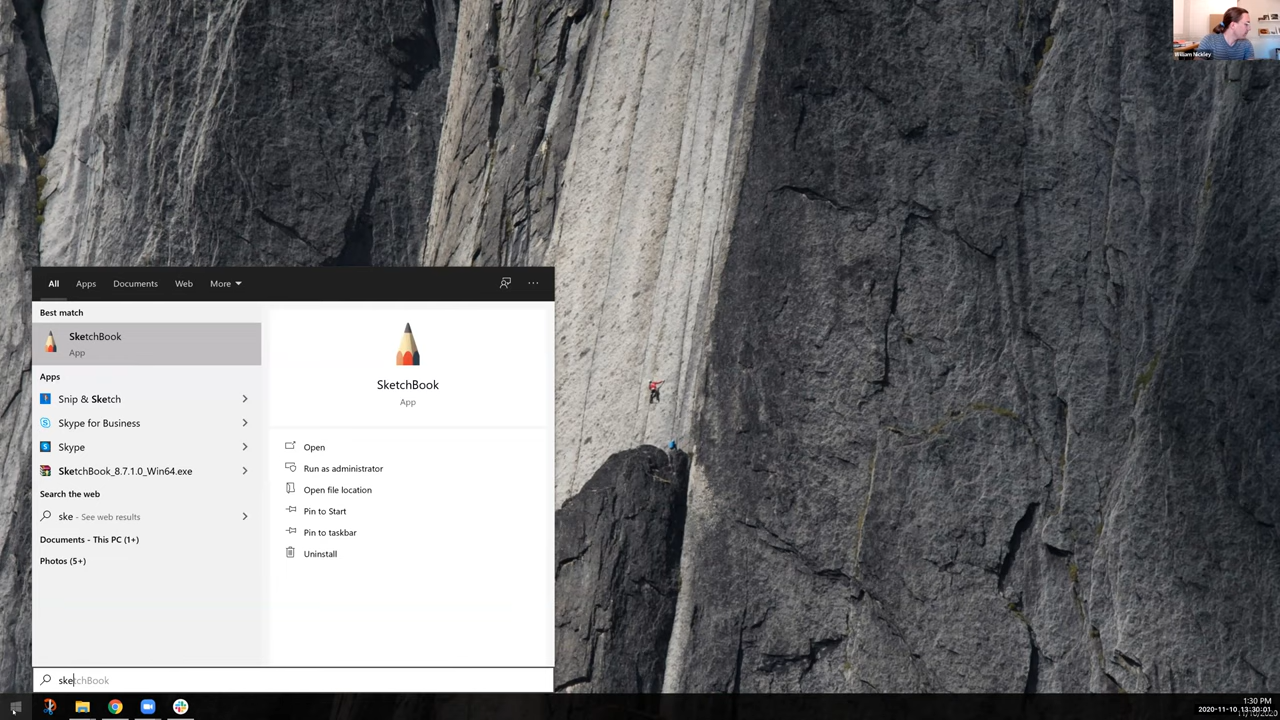 William Nickley
All Apps Documents Web More
Best match
SketchBook
App
Apps
Snip & Sketch
Skype for Business
Skype
SketchBook_8.7.1.0_Win64.exe
Search the web
ske - See web results
Documents - This PC (1+)
Photos (5+)
SketchBook
App
Open
Run as administrator
Open file location
Pin to Start
Pin to taskbar
Uninstall
sketchBook
1:30 PM
2020-11-10 13:30:01